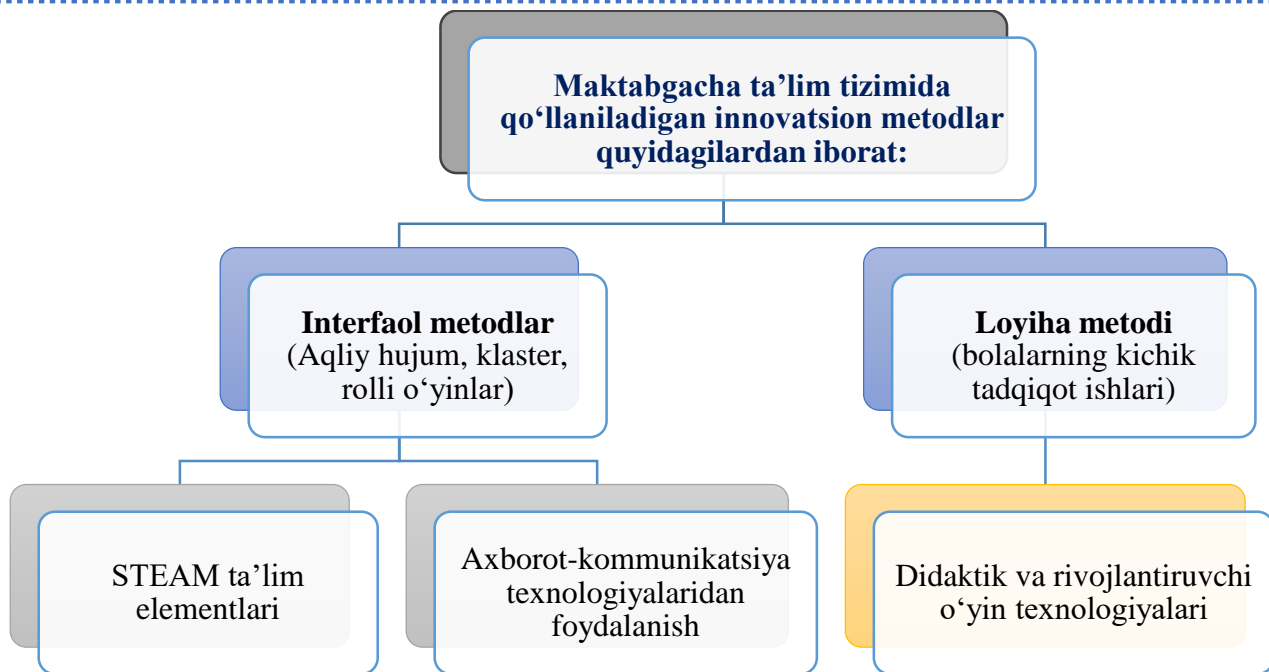 Maktabgacha ta’lim tizimida
qo‘llaniladigan innovatsion metodlar
quyidagilardan iborat:
Interfaol metodlar
(Aqliy hujum, klaster,
rolli o‘yinlar)
Loyiha metodi
(bolalarning kichik
tadqiqot ishlari)
STEAM ta’lim
elementlari
Axborot-kommunikatsiya
texnologiyalaridan
foydalanish
Didaktik va rivojlantiruvchi
o‘yin texnologiyalari